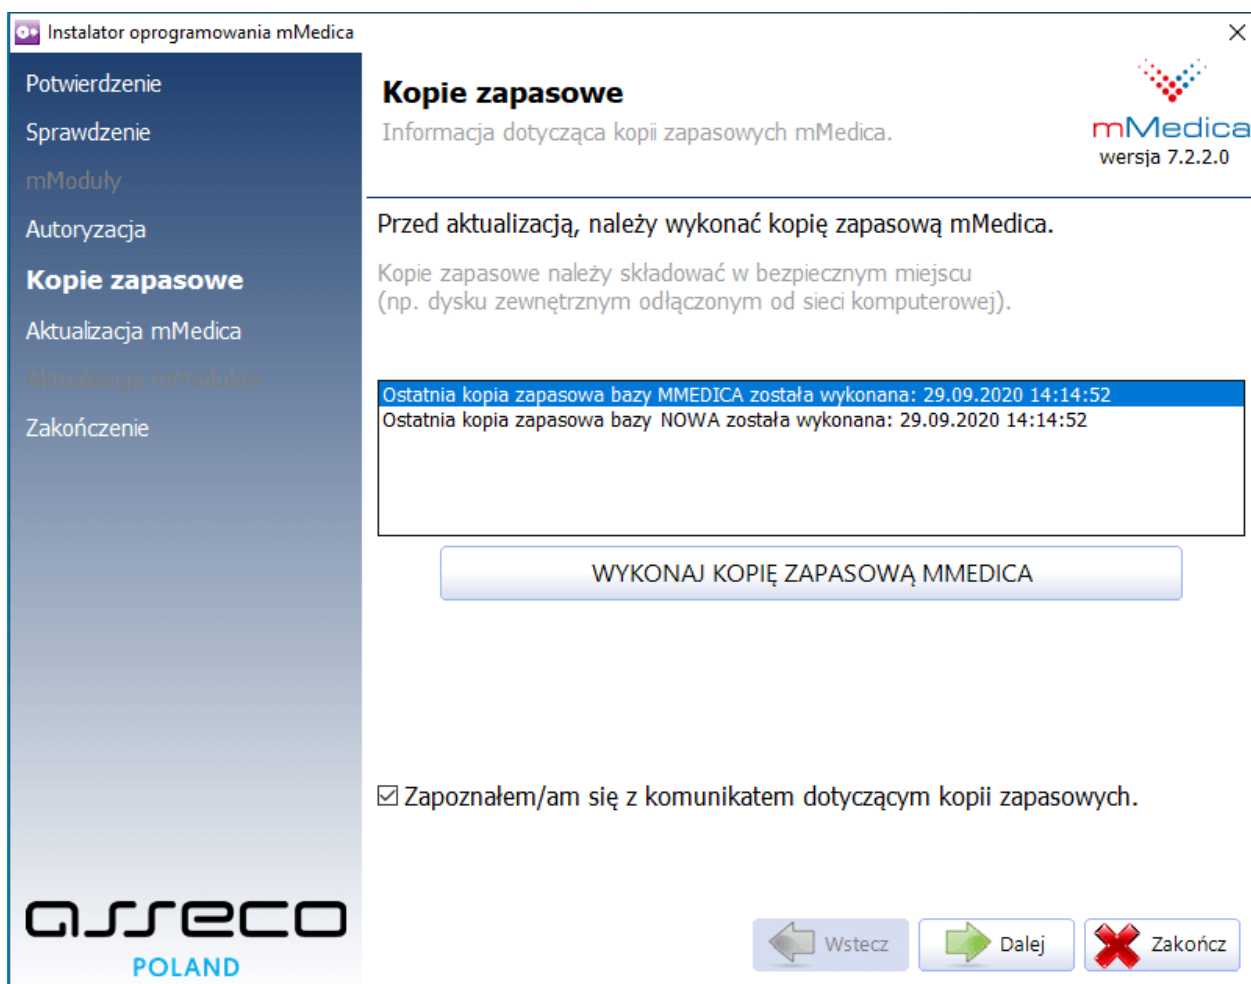 Instalator oprogramowania mMedica
Potwierdzenie
Sprawdzenie
mModuły
Autoryzacja
Kopie zapasowe
Aktualizacja mMedica
Aktualizacja mModułów
Zakończenie
asseco
POLAND
Kopie zapasowe
Informacja dotycząca kopii zapasowych mMedica.
mMedica
wersja 7.2.2.0
Przed aktualizacją, należy wykonać kopię zapasową mMedica.
Kopie zapasowe należy składować w bezpiecznym miejscu
(np. dysku zewnętrznym odłączonym od sieci komputerowej).
Ostatnia kopia zapasowa bazy MMEDICA została wykonana: 29.09.2020 14:14:52
Ostatnia kopia zapasowa bazy NOWA została wykonana: 29.09.2020 14:14:52
WYKONAJ KOPIĘ ZAPASOWĄ MMEDICA
Zapoznałem/am się z komunikatem dotyczącym kopii zapasowych.
Wstecz
Dalej
Zakończ